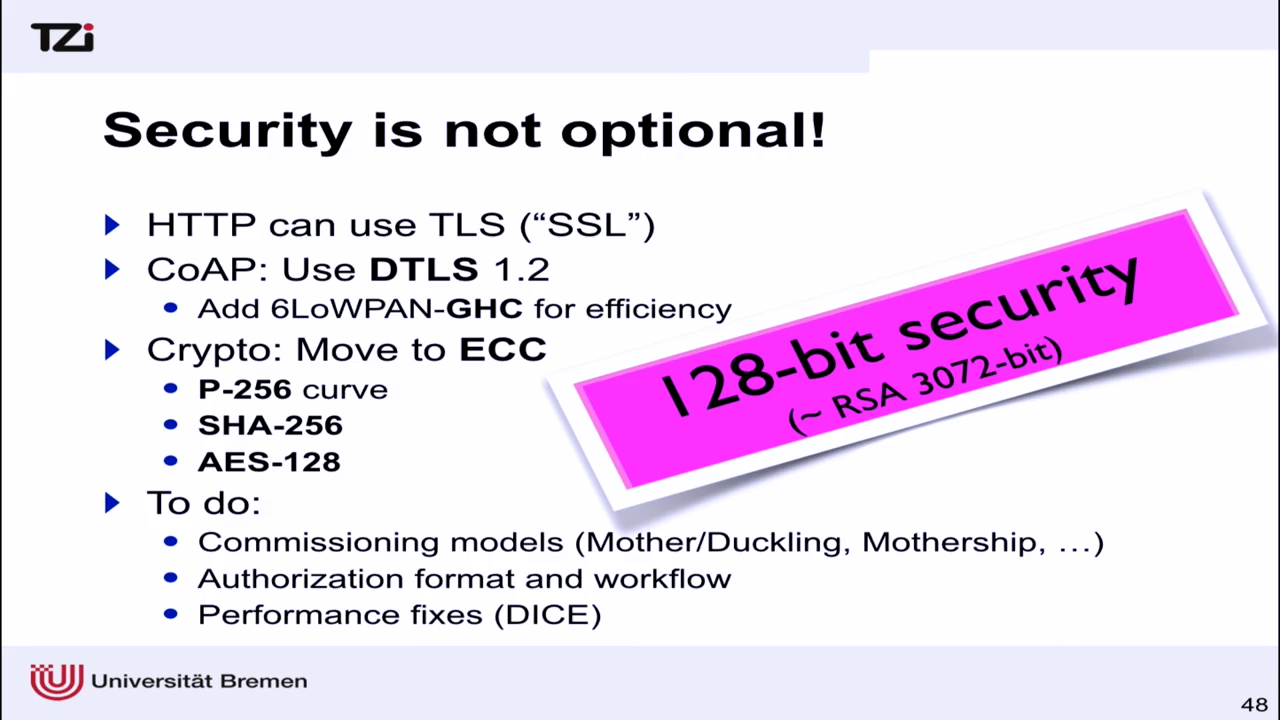 TZi
Security is not optional!
HTTP can use TLS (“SSL”)
CoAP: Use DTLS 1.2
Add 6LoWPAN-GHC for efficiency
Crypto: Move to ECC
P-256 curve
SHA-256
AES-128
128-bit security
(~ RSA 3072-bit)
To do:
Commissioning models (Mother/Duckling, Mothership, …)
Authorization format and workflow
Performance fixes (DICE)
Universität Bremen
48